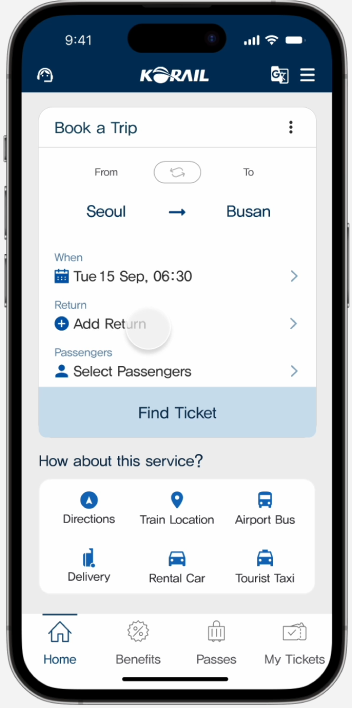 9:41
KORAIL
Book a Trip
From To
Seoul → Busan
When
Tue 15 Sep, 06:30
Return
Add Return
Passengers
Select Passengers
Find Ticket
How about this service?
Directions Train Location Airport Bus
Delivery Rental Car Tourist Taxi
Home Benefits Passes My Tickets